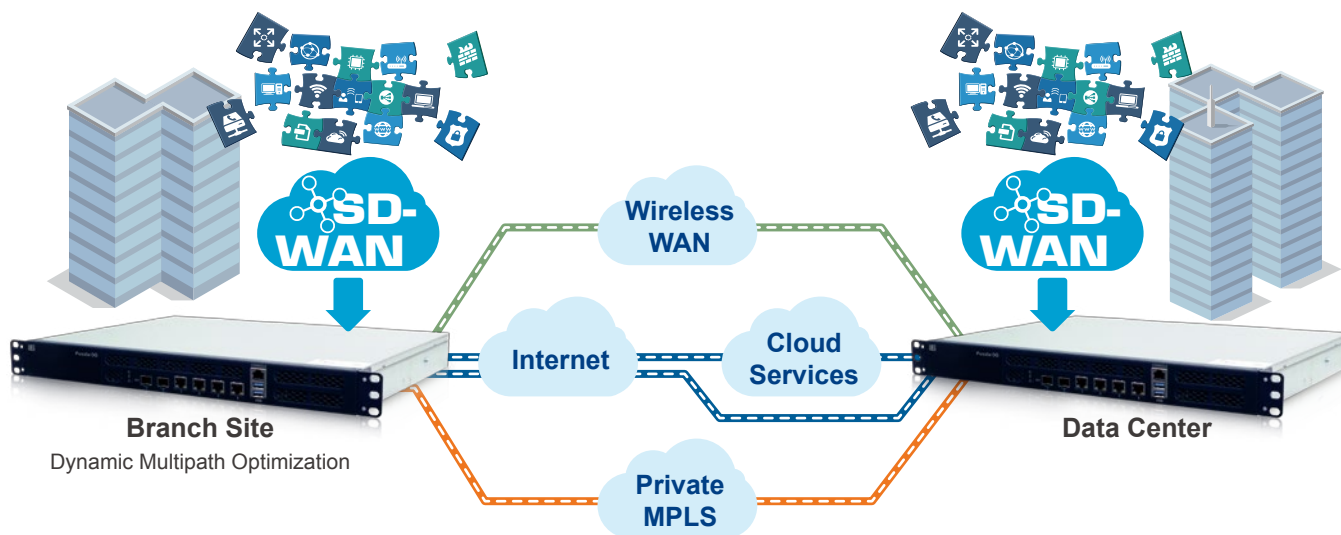 SD-
WAN
SD-
WAN
Wireless
WAN
Internet
Cloud
Services
Branch Site
Dynamic Multipath Optimization
Data Center
Private
MPLS